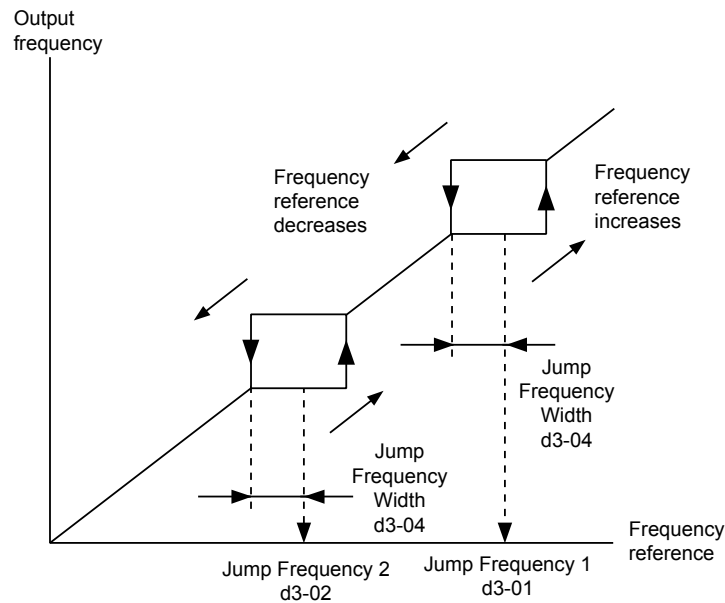 Output
frequency
Frequency
reference
decreases
Frequency
reference
increases
Jump
Frequency
Width
d3-04
Jump
Frequency
Width
d3-04
Frequency
reference
Jump Frequency 2
d3-02
Jump Frequency 1
d3-01